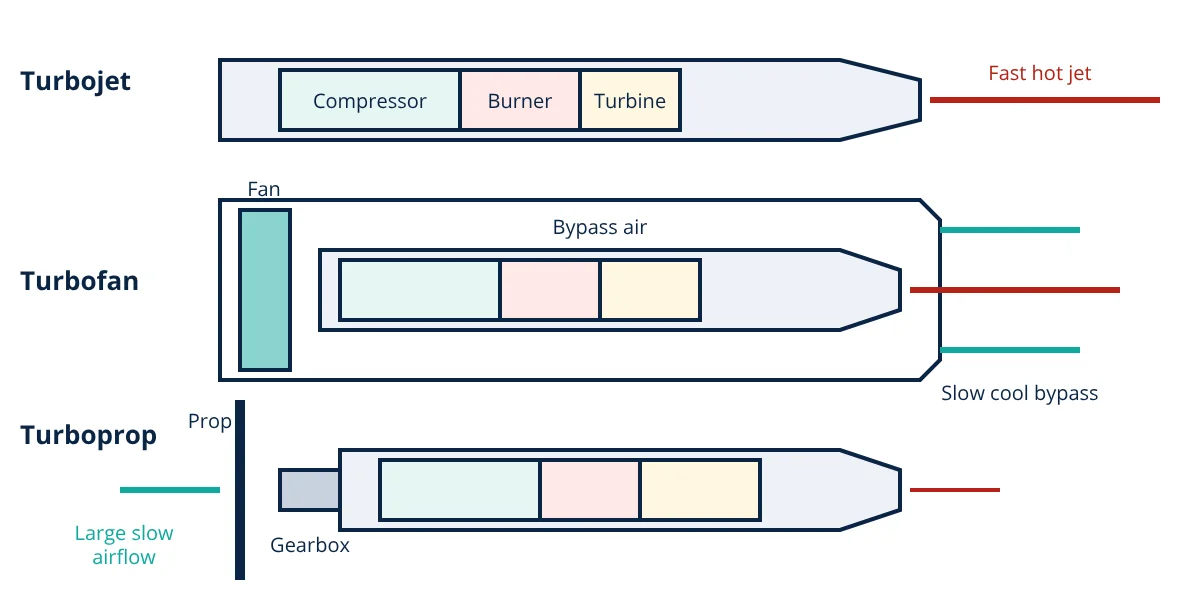 Turbojet
Compressor
Burner
Turbine
Fast hot jet
Fan
Bypass air
Turbofan
Slow cool bypass
Prop
Turboprop
Large slow
airflow
Gearbox